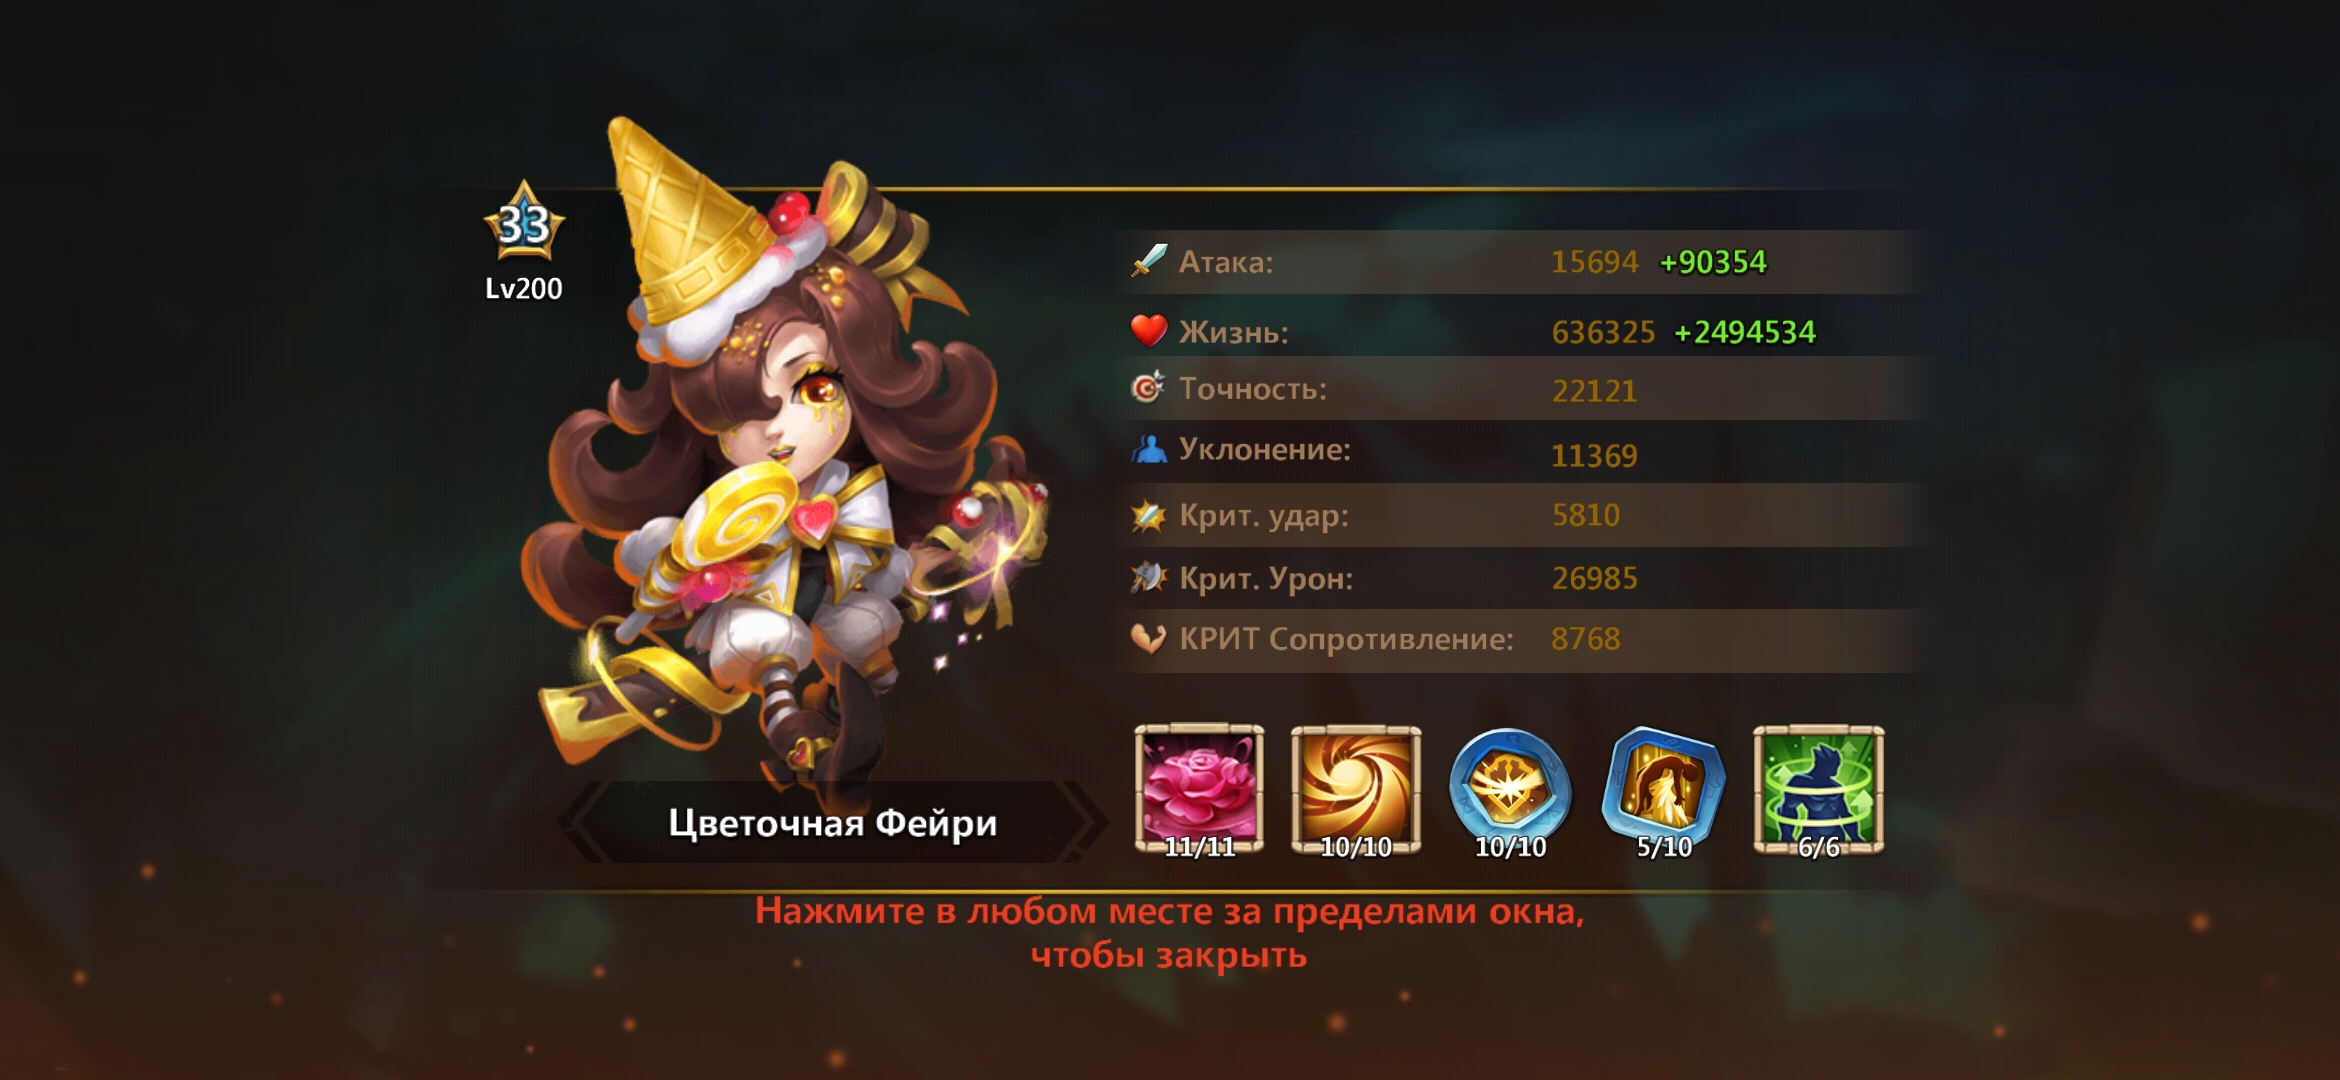 33
Lv200
Атака: 15694 +90354
Жизнь: 636325 +2494534
Точность: 22121
Уклонение: 11369
Крит. удар: 5810
Крит. Урон: 26985
КРИТ Сопротивление: 8768
Цветочная Фейри
11/11 10/10 10/10 5/10 6/6
Нажмите в любом месте за пределами окна,
чтобы закрыть